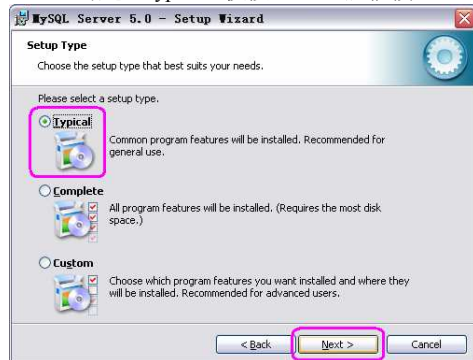 MySQL Server 5.0 - Setup Wizard
Setup Type
Choose the setup type that best suits your needs.
Please select a setup type.
Typical
Common program features will be installed. Recommended for
general use.
Complete
All program features will be installed. (Requires the most disk
space.)
Custom
Choose which program features you want installed and where they
will be installed. Recommended for advanced users.
< Back
Next >
Cancel